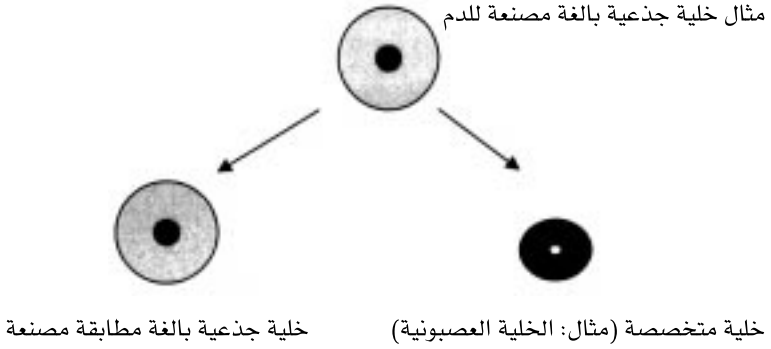 مثال خلية جذعية بالغة مصنعة للدم
خلية متخصصة (مثال: الخلية العصبونية)
خلية جذعية بالغة مطابقة مصنعة